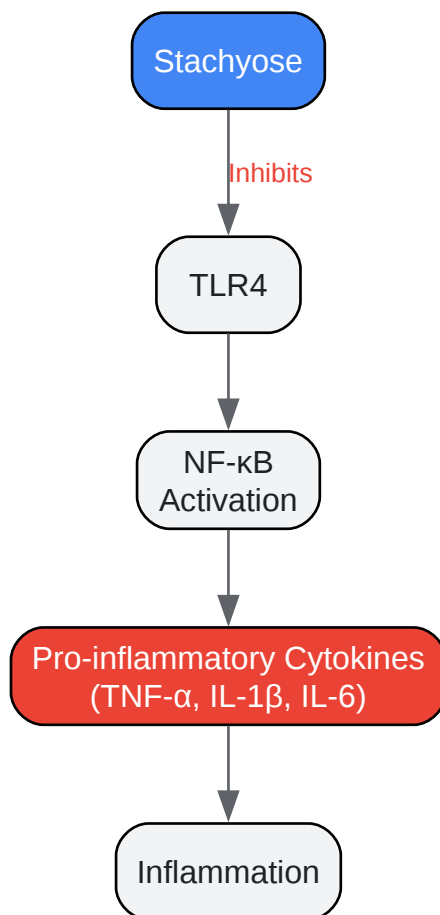 Stachyose
Inhibits
TLR4
NF-κB
Activation
Pro-inflammatory Cytokines
(TNF-α, IL-1β, IL-6)
Inflammation